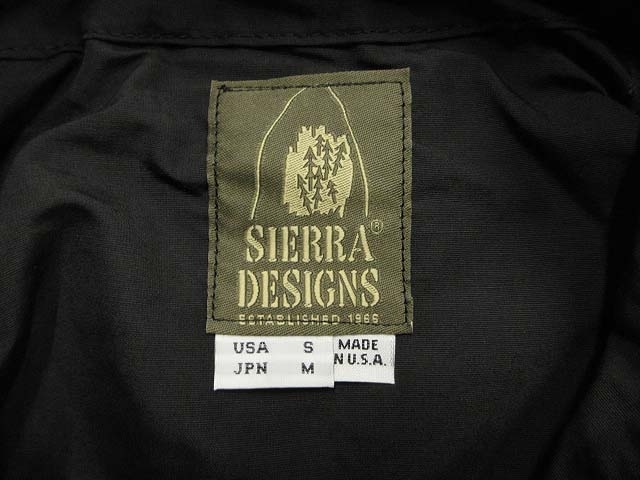 SIERRA®
DESIGNS
ESTABLISHED 1965
USA S
JPN M
MADE
IN U.S.A.